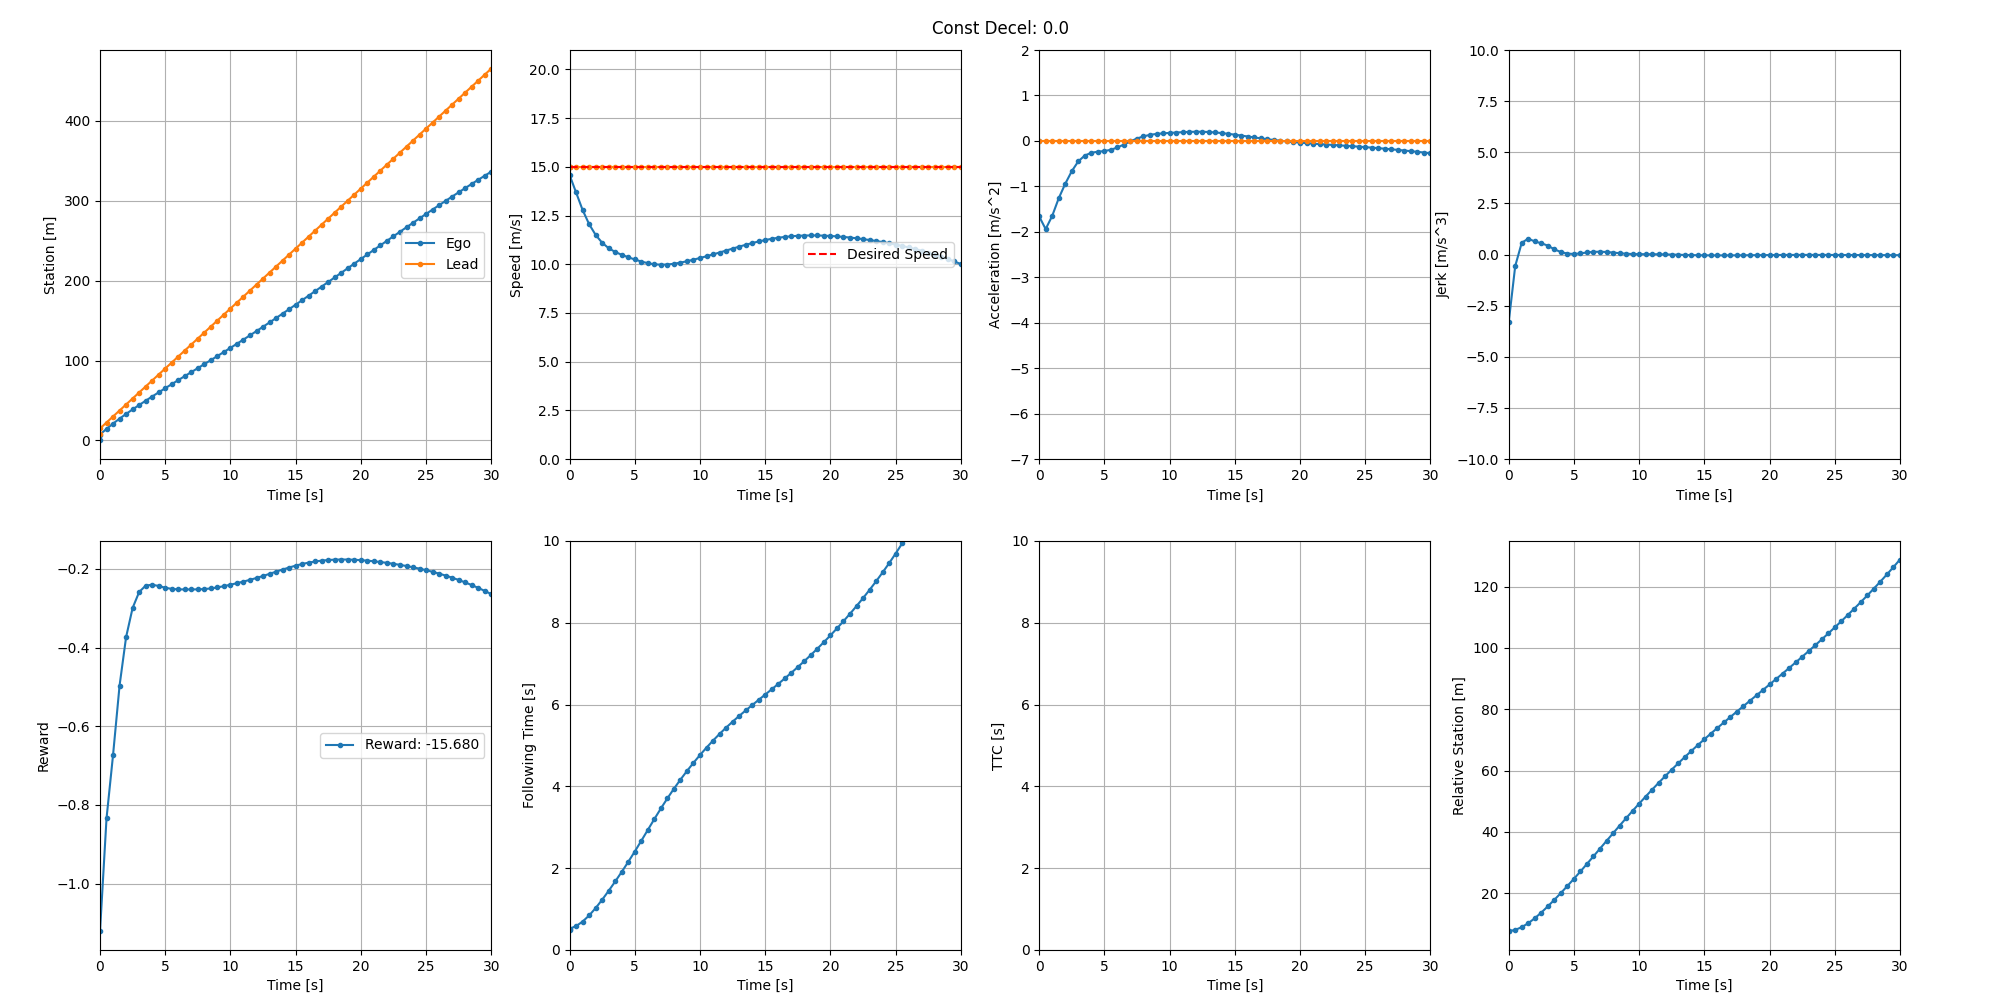 Const Decel: 0.0
Station [m]
400
300
200
100
0
0 5 10 15 20 25 30
Time [s]
Ego
Lead
Speed [m/s]
20.0
17.5
15.0
12.5
10.0
7.5
5.0
2.5
0.0
0 5 10 15 20 25 30
Time [s]
Desired Speed
Acceleration [m/s^2]
2
1
0
−1
−2
−3
−4
−5
−6
−7
0 5 10 15 20 25 30
Time [s]
Jerk [m/s^3]
10.0
7.5
5.0
2.5
0.0
−2.5
−5.0
−7.5
−10.0
0 5 10 15 20 25 30
Time [s]
Reward
−0.2
−0.4
−0.6
−0.8
−1.0
0 5 10 15 20 25 30
Time [s]
Reward: -15.680
Following Time [s]
10
8
6
4
2
0
0 5 10 15 20 25 30
Time [s]
TTC [s]
10
8
6
4
2
0
0 5 10 15 20 25 30
Time [s]
Relative Station [m]
120
100
80
60
40
20
0 5 10 15 20 25 30
Time [s]